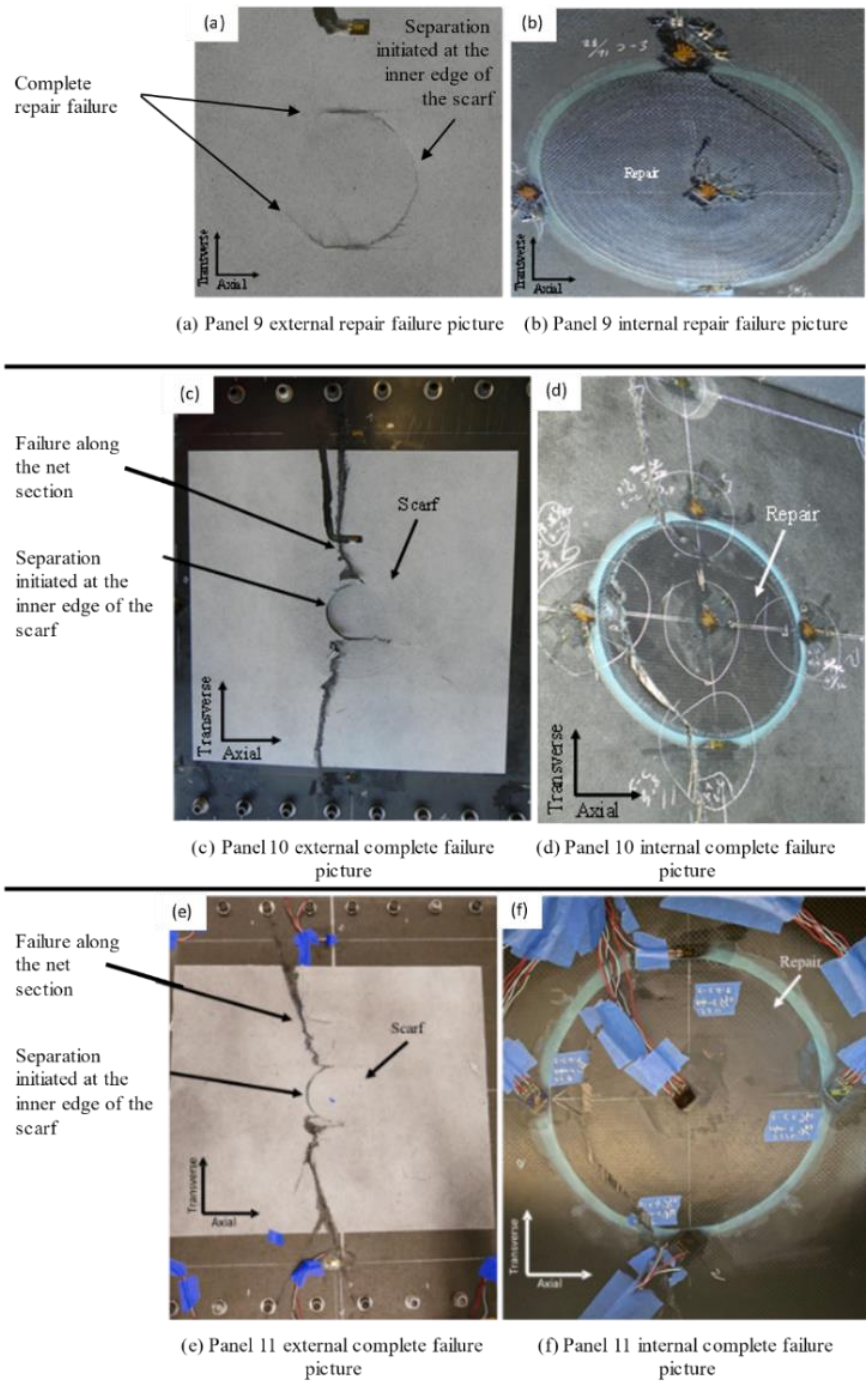 (a)
Separation
initiated at the
inner edge of
the scarf
Complete
repair failure
Transverse
Axial
(b)
Repair
Transverse
Axial
(a) Panel 9 external repair failure picture
(b) Panel 9 internal repair failure picture
(c)
Failure along
the net
section
Scarf
Separation
initiated at the
inner edge of the
scarf
Transverse
Axial
(d)
Repair
Transverse
Axial
(c) Panel 10 external complete failure
picture
(d) Panel 10 internal complete failure
picture
(e)
Failure along
the net
section
Scarf
Separation
initiated at the
inner edge of the
scarf
Transverse
Axial
(f)
Repair
Transverse
Axial
(e) Panel 11 external complete failure
picture
(f) Panel 11 internal complete failure
picture